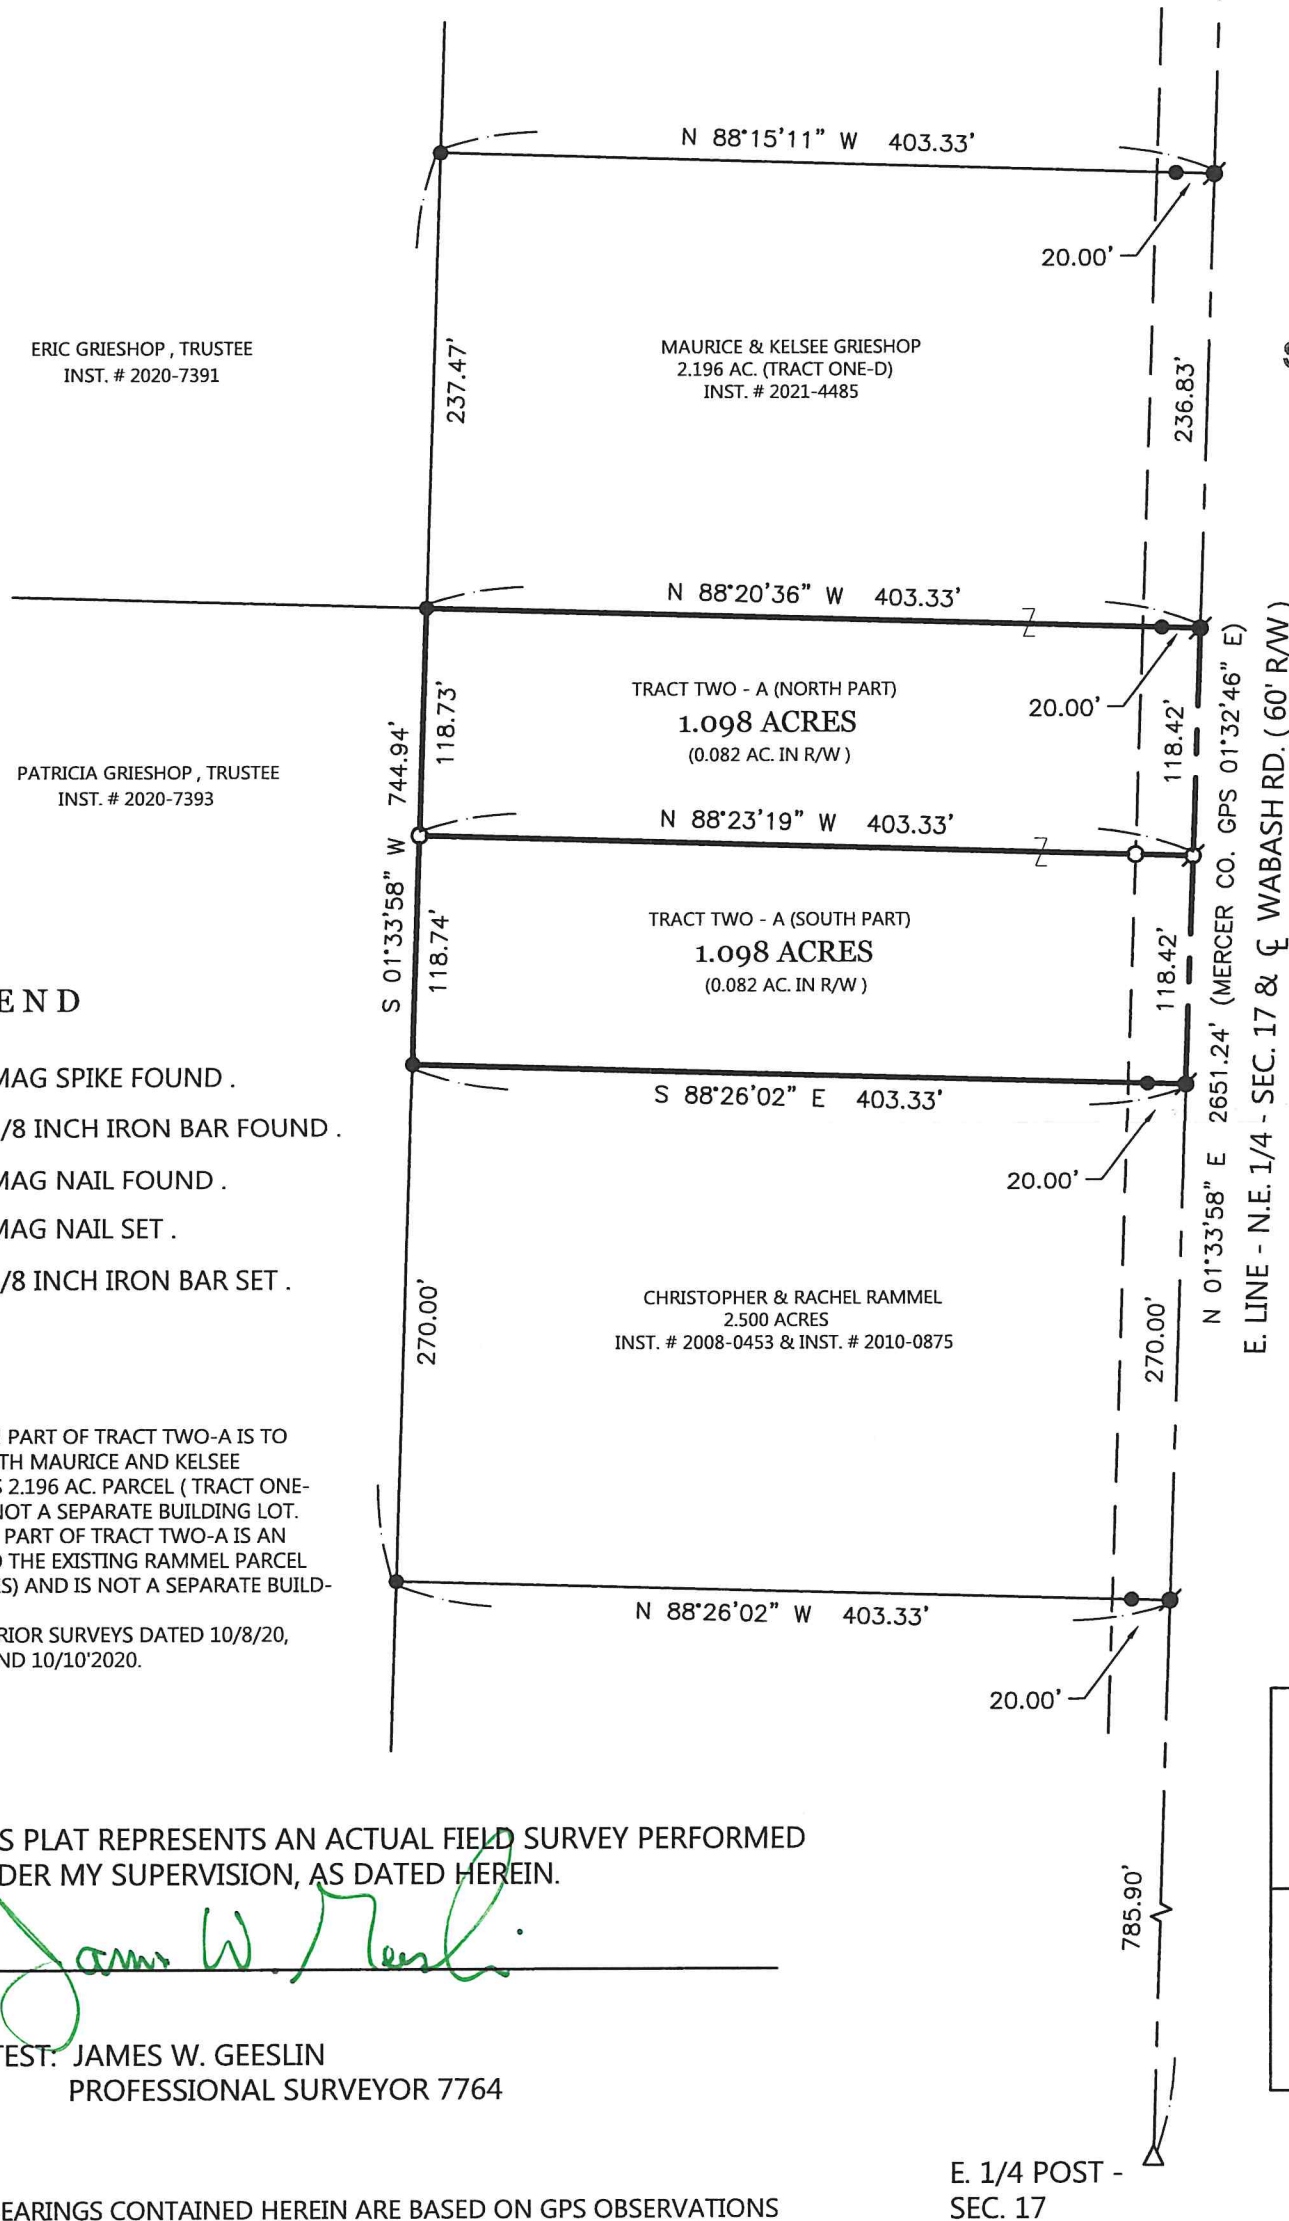 N 88°15'11" W 403.33'
20.00'
ERIC GRIESHOP, TRUSTEE
INST. # 2020-7391
237.47'
MAURICE & KELSEE GRIESHOP
2.196 AC. (TRACT ONE-D)
INST. # 2021-4485
236.83'
N 88°20'36" W 403.33'
20.00'
TRACT TWO - A (NORTH PART)
1.098 ACRES
(0.082 AC. IN R/W )
118.73'
118.42'
PATRICIA GRIESHOP, TRUSTEE
INST. # 2020-7393
S 01°33'58" W 744.94'
N 88°23'19" W 403.33'
TRACT TWO - A (SOUTH PART)
1.098 ACRES
(0.082 AC. IN R/W )
118.74'
118.42'
N 01°33'58" E 2651.24' (MERCER CO. GPS 01°32'46" E)
E. LINE - N.E. 1/4 - SEC. 17 & ℄ WABASH RD. ( 60' R/W )
S 88°26'02" E 403.33'
20.00'
END
MAG SPIKE FOUND .
/8 INCH IRON BAR FOUND .
MAG NAIL FOUND .
MAG NAIL SET .
/8 INCH IRON BAR SET .
270.00'
CHRISTOPHER & RACHEL RAMMEL
2.500 ACRES
INST. # 2008-0453 & INST. # 2010-0875
270.00'
PART OF TRACT TWO-A IS TO
TH MAURICE AND KELSEE
S 2.196 AC. PARCEL ( TRACT ONE-
NOT A SEPARATE BUILDING LOT.
PART OF TRACT TWO-A IS AN
O THE EXISTING RAMMEL PARCEL
ES) AND IS NOT A SEPARATE BUILD-
RIOR SURVEYS DATED 10/8/20,
ND 10/10'2020.
N 88°26'02" W 403.33'
20.00'
785.90'
S PLAT REPRESENTS AN ACTUAL FIELD SURVEY PERFORMED
DER MY SUPERVISION, AS DATED HEREIN.
James W. Geeslin
TEST: JAMES W. GEESLIN
PROFESSIONAL SURVEYOR 7764
E. 1/4 POST -
SEC. 17
EARINGS CONTAINED HEREIN ARE BASED ON GPS OBSERVATIONS